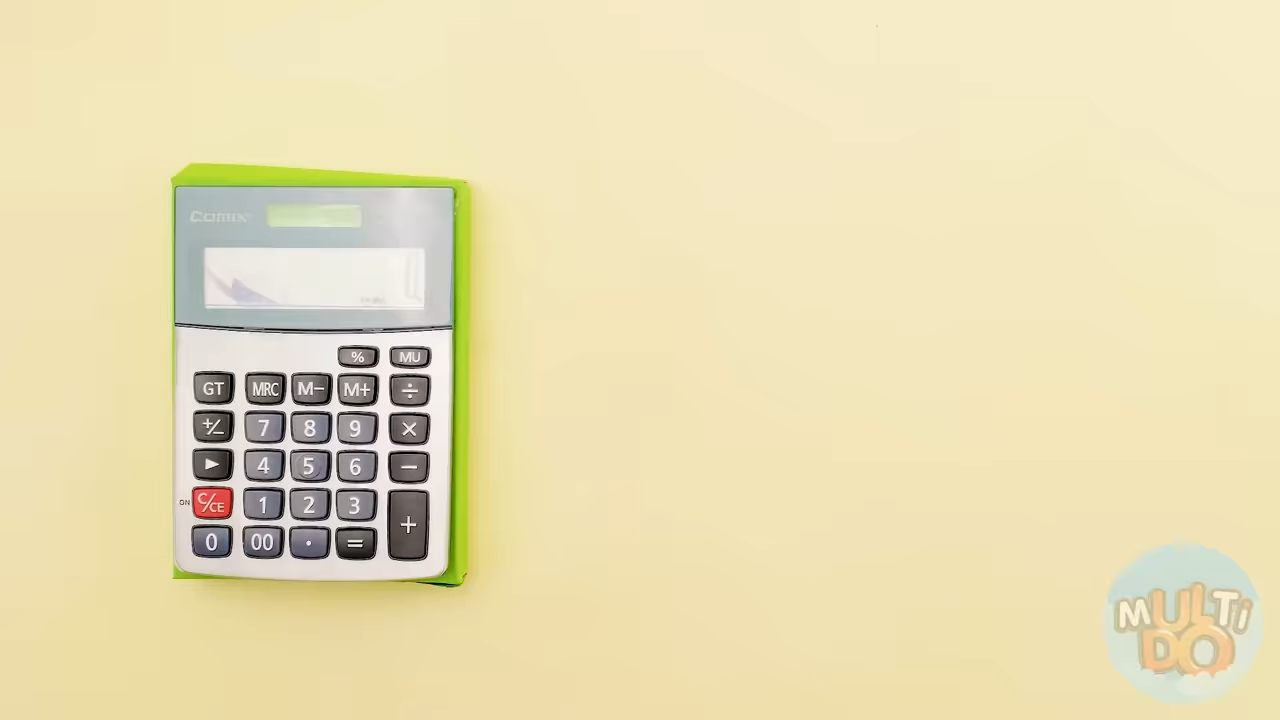 Comix
% MU
GT MRC M− M+ ÷
+/− 7 8 9 ×
▶ 4 5 6 −
ON C/CE 1 2 3 +
0 00 · =
MULTi
DO